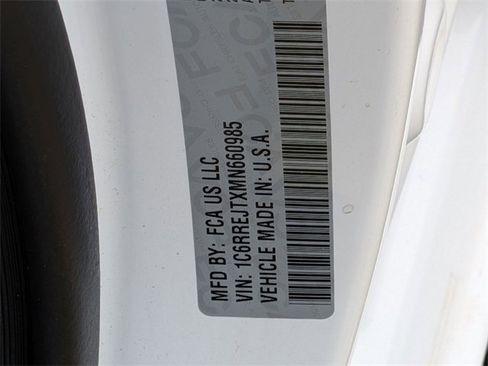 MFD BY: FCA US LLC
VIN: 1C6RREJTXMN660985
VEHICLE MADE IN: U.S.A.